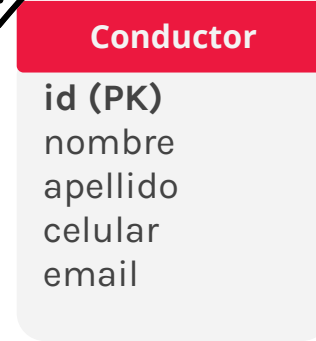 Conductor
id (PK)
nombre
apellido
celular
email